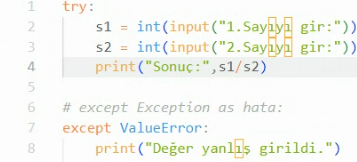 1 try:
2 s1 = int(input("1.Sayıyı gir:"))
3 s2 = int(input("2.Sayıyı gir:"))
4 print("Sonuç:",s1/s2)
5
6 # except Exception as hata:
7 except ValueError:
8 print("Değer yanlış girildi.")